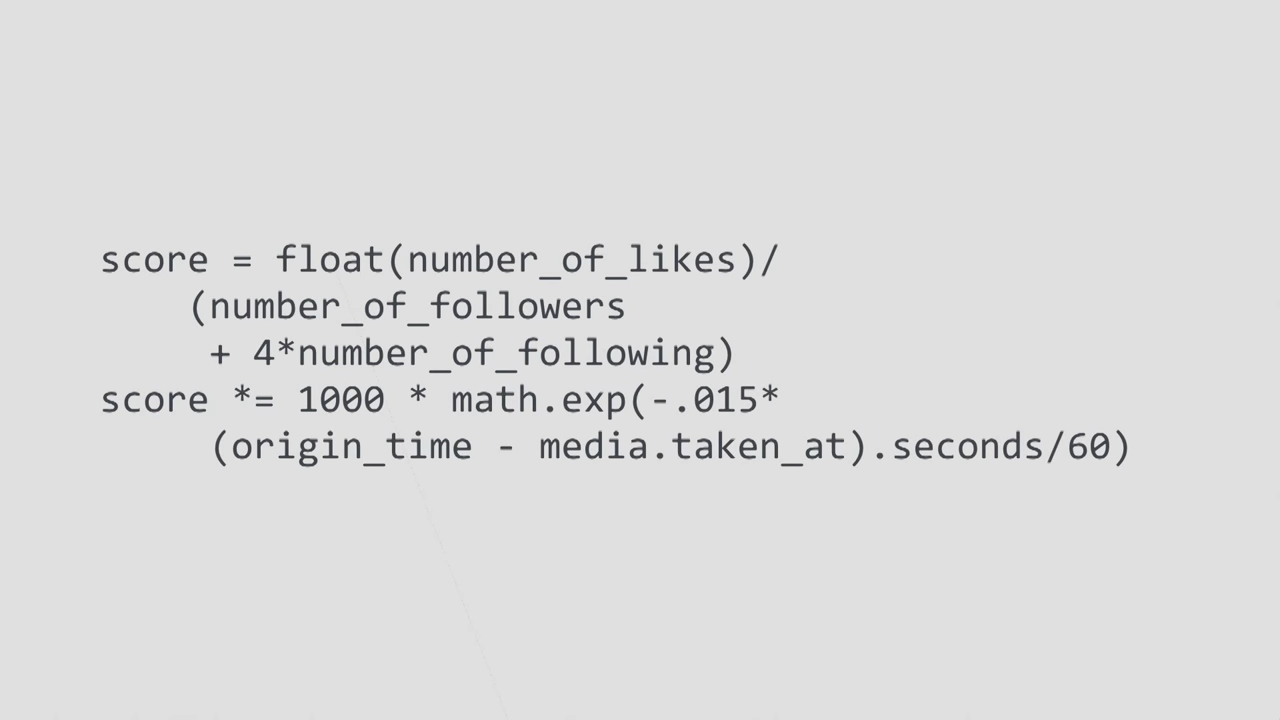 score = float(number_of_likes)/
    (number_of_followers
     + 4*number_of_following)
score *= 1000 * math.exp(-.015*
     (origin_time - media.taken_at).seconds/60)